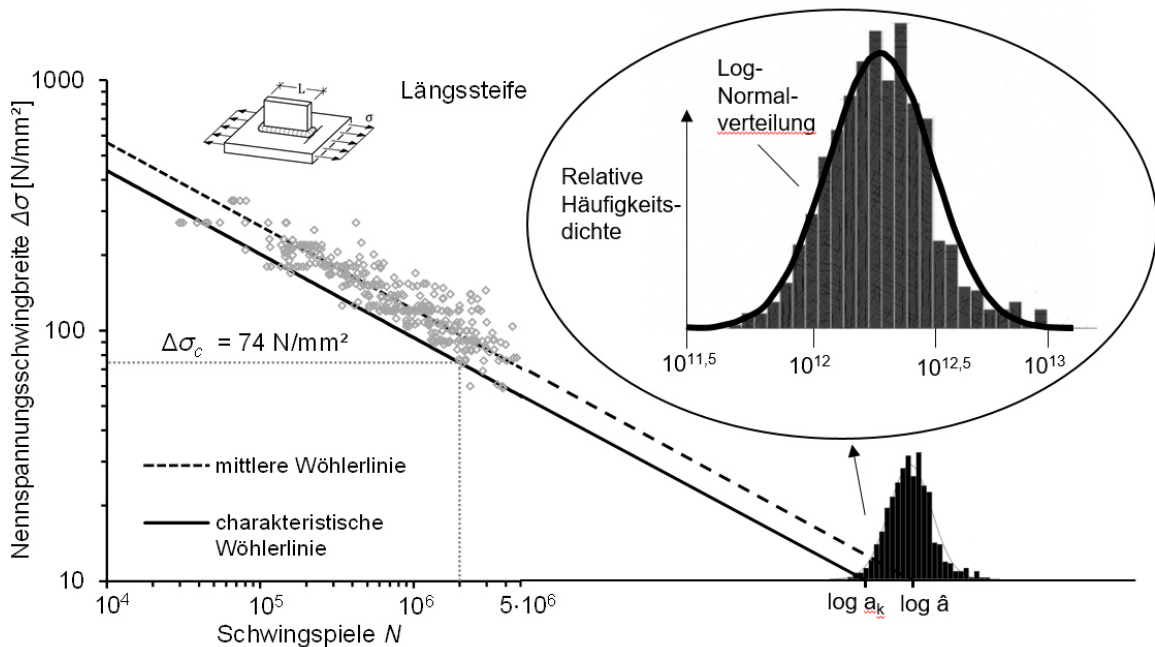 Nennspannungsschwingbreite Δσ [N/mm²]
1000
100
10
L
σ
Längssteife
Δσc = 74 N/mm²
mittlere Wöhlerlinie
charakteristische
Wöhlerlinie
10⁴
10⁵
10⁶
5·10⁶
Schwingspiele N
log aₖ
log â
Log-
Normal-
verteilung
Relative
Häufigkeits-
dichte
10¹¹,⁵
10¹²
10¹²,⁵
10¹³